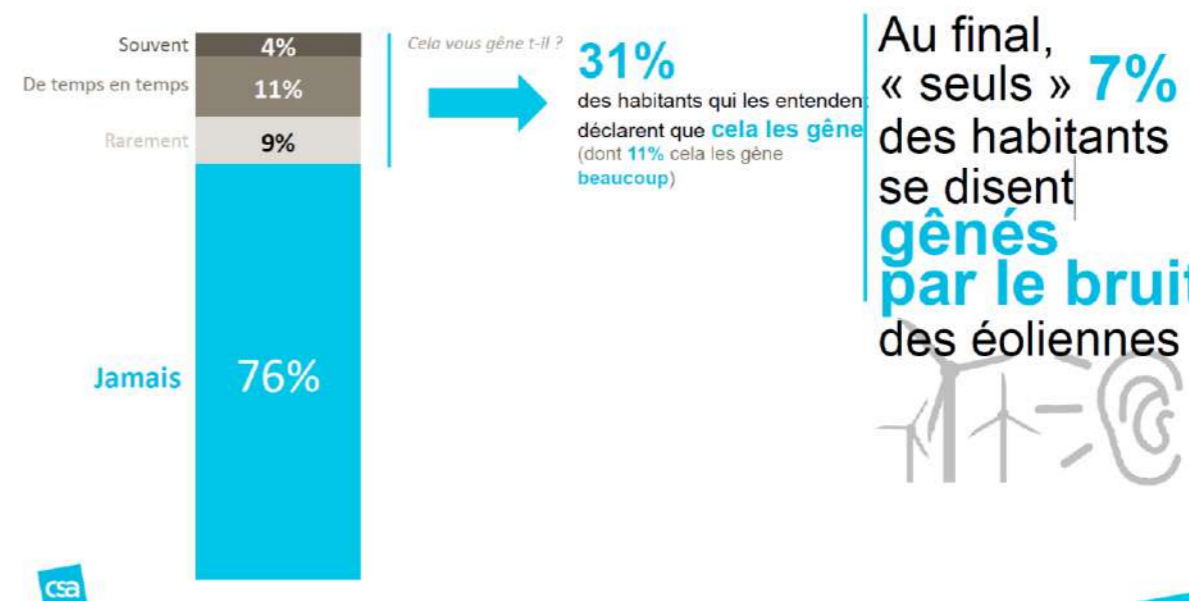 Souvent 4%
De temps en temps 11%
Rarement 9%
Jamais 76%
Cela vous gêne t-il ?
31%
des habitants qui les entendent
déclarent que cela les gêne
(dont 11% cela les gène
beaucoup)
Au final,
« seuls » 7%
des habitants
se disent
gênés
par le bruit
des éoliennes
csa